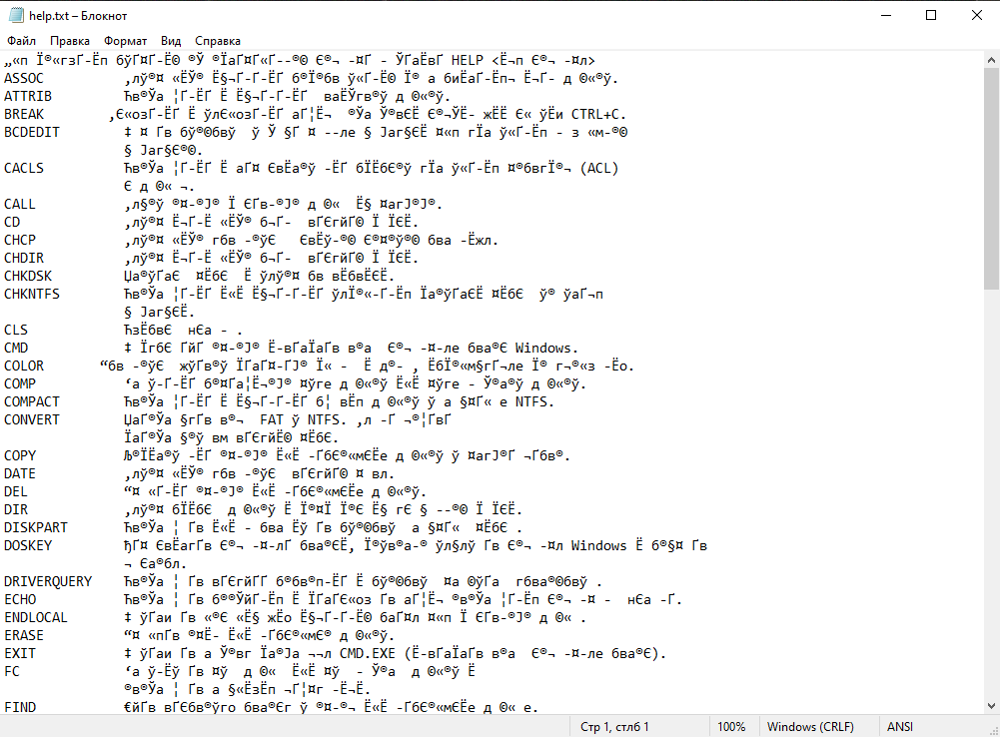 help.txt – Блокнот
Файл Правка Формат Вид Справка
„«п Ї®«гзҐ-Ёп бўҐ¤Ґ-Ё© ®Ў ®ЇаҐ¤Ґ«Ґ--®© Є®¬ -¤Ґ - ЎҐаЁвҐ HELP <Ё¬п Є®¬ -¤л>
ASSOC ‚лў®¤ «ЁЎ® Ё§¬Ґ-Ґ-ЁҐ б®Ї®бв ў«Ґ-Ё© Ї® а биЁаҐ-Ёп¬ Ё¬Ґ- д ©«®ў.
ATTRIB Ћв®Ўа ¦Ґ-ЁҐ Ё Ё§¬Ґ-Ґ-ЁҐ ваЁЎгв®ў д ©«®ў.
BREAK ‚Є«озҐ-ЁҐ Ё ўлЄ«озҐ-ЁҐ аҐ¦Ё¬ ®Ўа Ў®вЄЁ Є®¬ЎЁ- жЁЁ Є« ўЁи CTRL+C.
BCDEDIT ‡ ¤ Ґв бў®©бвў ў Ў §Ґ ¤ --ле § Јаг§ЄЁ ¤«п гЇа ў«Ґ-Ёп - з «м-®©
§ Јаг§Є®©.
CACLS Ћв®Ўа ¦Ґ-ЁҐ Ё аҐ¤ ЄвЁа®ў -ЁҐ бЇЁбЄ®ў гЇа ў«Ґ-Ёп ¤®бвгЇ®¬ (ACL)
Є д ©« ¬.
CALL ‚л§®ў ®¤-®Ј® Ї ЄҐв-®Ј® д ©« Ё§ ¤агЈ®Ј®.
CD ‚лў®¤ Ё¬Ґ-Ё «ЁЎ® б¬Ґ- вҐЄгйҐ© Ї ЇЄЁ.
CHCP ‚лў®¤ «ЁЎ® гбв -®ўЄ ЄвЁў-®© Є®¤®ў®© бва -Ёжл.
CHDIR ‚лў®¤ Ё¬Ґ-Ё «ЁЎ® б¬Ґ- вҐЄгйҐ© Ї ЇЄЁ.
CHKDSK Џа®ўҐаЄ ¤ЁбЄ Ё ўлў®¤ бв вЁбвЁЄЁ.
CHKNTFS Ћв®Ўа ¦Ґ-ЁҐ Ё«Ё Ё§¬Ґ-Ґ-ЁҐ ўлЇ®«-Ґ-Ёп Їа®ўҐаЄЁ ¤ЁбЄ ў® ўаҐ¬п
§ Јаг§ЄЁ.
CLS ЋзЁбвЄ нЄа - .
CMD ‡ ЇгбЄ ҐйҐ ®¤-®Ј® Ё-вҐаЇаҐв в®а Є®¬ -¤-ле бва®Є Windows.
COLOR “бв -®ўЄ жўҐв®ў ЇҐаҐ¤-ҐЈ® Ї« - Ё д®- , ЁбЇ®«м§гҐ¬ле Ї® г¬®«з -Ёо.
COMP ‘а ў-Ґ-ЁҐ б®¤Ґа¦Ё¬®Ј® ¤ўге д ©«®ў Ё«Ё ¤ўге - Ў®а®ў д ©«®ў.
COMPACT Ћв®Ўа ¦Ґ-ЁҐ Ё Ё§¬Ґ-Ґ-ЁҐ б¦ вЁп д ©«®ў ў а §¤Ґ« е NTFS.
CONVERT ЏаҐ®Ўа §гҐв в®¬ FAT ў NTFS. ‚л -Ґ ¬®¦ҐвҐ
ЇаҐ®Ўа §®ў вм вҐЄгйЁ© ¤ЁбЄ.
COPY Љ®ЇЁа®ў -ЁҐ ®¤-®Ј® Ё«Ё -ҐбЄ®«мЄЁе д ©«®ў ў ¤агЈ®Ґ ¬Ґбв®.
DATE ‚лў®¤ «ЁЎ® гбв -®ўЄ вҐЄгйҐ© ¤ вл.
DEL “¤ «Ґ-ЁҐ ®¤-®Ј® Ё«Ё -ҐбЄ®«мЄЁе д ©«®ў.
DIR ‚лў®¤ бЇЁбЄ д ©«®ў Ё Ї®¤Ї Ї®Є Ё§ гЄ § --®© Ї ЇЄЁ.
DISKPART Ћв®Ўа ¦ Ґв Ё«Ё - бва Ёў Ґв бў®©бвў а §¤Ґ« ¤ЁбЄ .
DOSKEY ђҐ¤ ЄвЁагҐв Є®¬ -¤-лҐ бва®ЄЁ, Ї®ўв®а-® ўл§лў Ґв Є®¬ -¤л Windows Ё б®§¤ Ґв
¬ Єа®бл.
DRIVERQUERY Ћв®Ўа ¦ Ґв вҐЄгйҐҐ б®бв®п-ЁҐ Ё бў®©бвў ¤а ©ўҐа гбва®©бвў .
ECHO Ћв®Ўа ¦ Ґв б®®ЎйҐ-Ёп Ё ЇҐаҐЄ«оз Ґв аҐ¦Ё¬ ®в®Ўа ¦Ґ-Ёп Є®¬ -¤ - нЄа -Ґ.
ENDLOCAL ‡ ўҐаи Ґв «®Є «Ё§ жЁо Ё§¬Ґ-Ґ-Ё© баҐ¤л ¤«п Ї ЄҐв-®Ј® д ©« .
ERASE “¤ «пҐв ®¤Ё- Ё«Ё -ҐбЄ®«мЄ® д ©«®ў.
EXIT ‡ ўҐаи Ґв а Ў®вг Їа®Ја ¬¬л CMD.EXE (Ё-вҐаЇаҐв в®а Є®¬ -¤-ле бва®Є).
FC ‘а ў-Ёў Ґв ¤ў д ©« Ё«Ё ¤ў - Ў®а д ©«®ў Ё
®в®Ўа ¦ Ґв а §«ЁзЁп ¬Ґ¦¤г -Ё¬Ё.
FIND €йҐв вҐЄбв®ўго бва®Єг ў ®¤-®¬ Ё«Ё -ҐбЄ®«мЄЁе д ©« е.
Стр 1, стлб 1 100% Windows (CRLF) ANSI